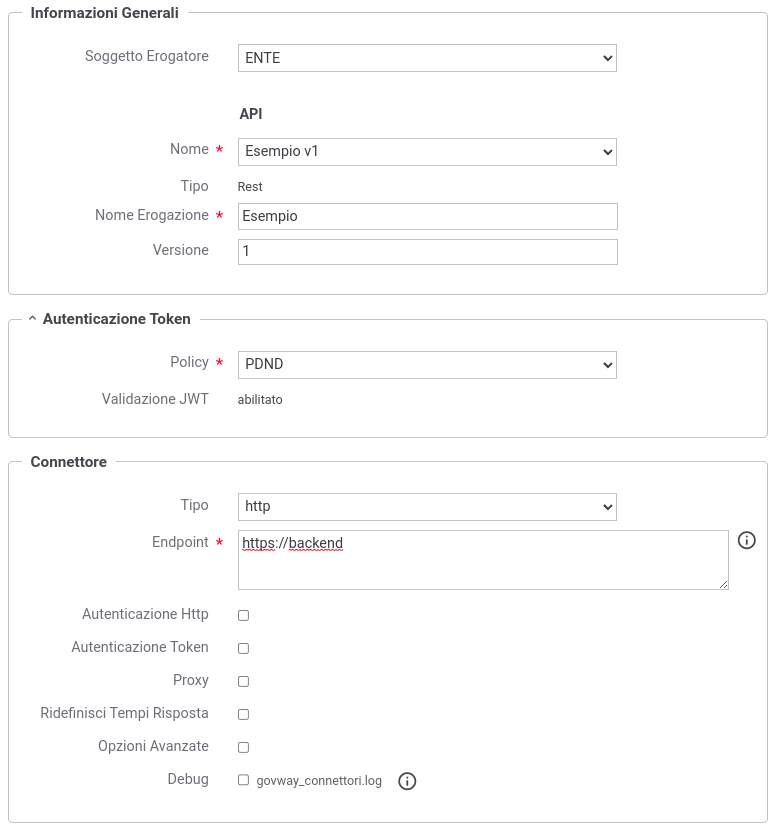 Informazioni Generali
Soggetto Erogatore ENTE
API
Nome * Esempio v1
Tipo Rest
Nome Erogazione * Esempio
Versione 1
Autenticazione Token
Policy * PDND
Validazione JWT abilitato
Connettore
Tipo http
Endpoint * https://backend
Autenticazione Http
Autenticazione Token
Proxy
Ridefinisci Tempi Risposta
Opzioni Avanzate
Debug govway_connettori.log